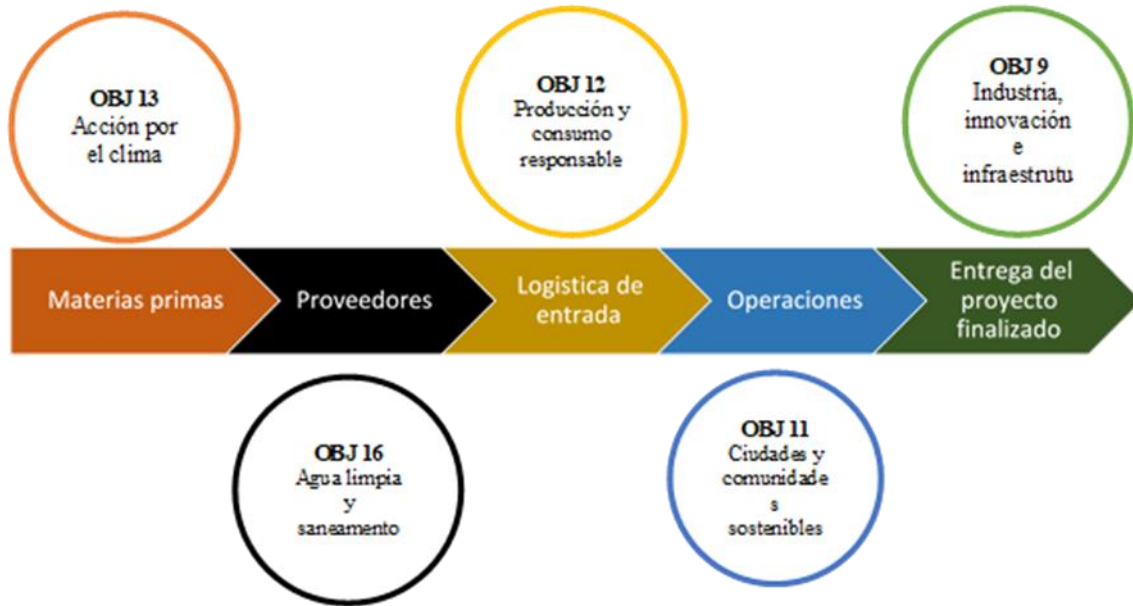 OBJ 13
Acción por
el clima
OBJ 12
Producción y
consumo
responsable
OBJ 9
Industria,
innovación
e
infraestrutu
Materias primas
Proveedores
Logistica de
entrada
Operaciones
Entrega del
proyecto
finalizado
OBJ 16
Agua limpia
y
saneamento
OBJ 11
Ciudades y
comunidade
s
sostenibles